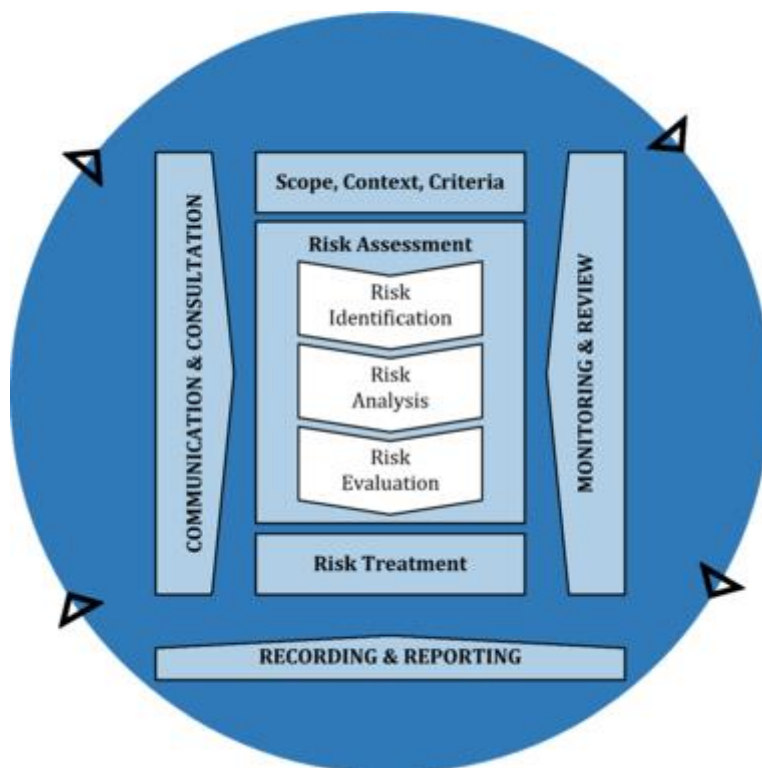 Scope, Context, Criteria
COMMUNICATION & CONSULTATION
Risk Assessment
Risk
Identification
Risk
Analysis
Risk
Evaluation
MONITORING & REVIEW
Risk Treatment
RECORDING & REPORTING